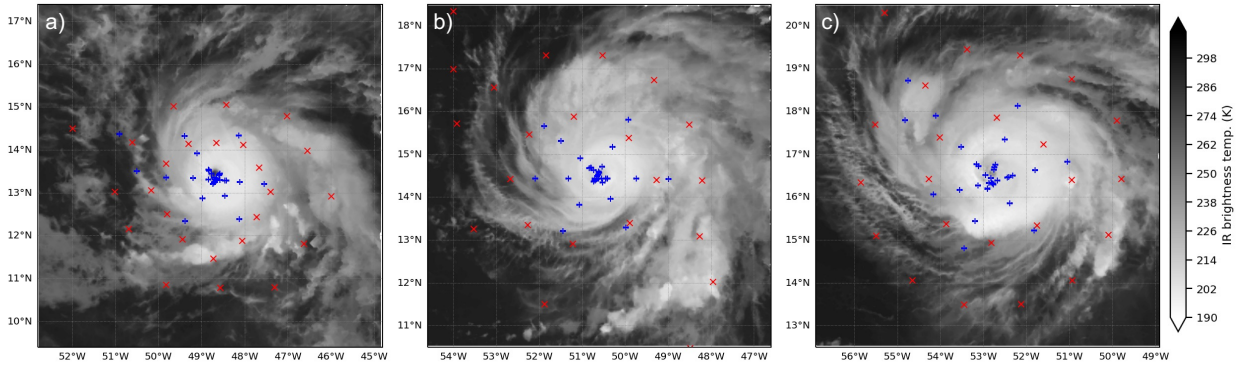 a)
17°N
16°N
15°N
14°N
13°N
12°N
11°N
10°N
52°W 51°W 50°W 49°W 48°W 47°W 46°W 45°W
b)
18°N
17°N
16°N
15°N
14°N
13°N
12°N
11°N
54°W 53°W 52°W 51°W 50°W 49°W 48°W 47°W
c)
20°N
19°N
18°N
17°N
16°N
15°N
14°N
13°N
56°W 55°W 54°W 53°W 52°W 51°W 50°W 49°W
298
286
274
262
250
238
226
214
202
190
IR brightness temp. (K)